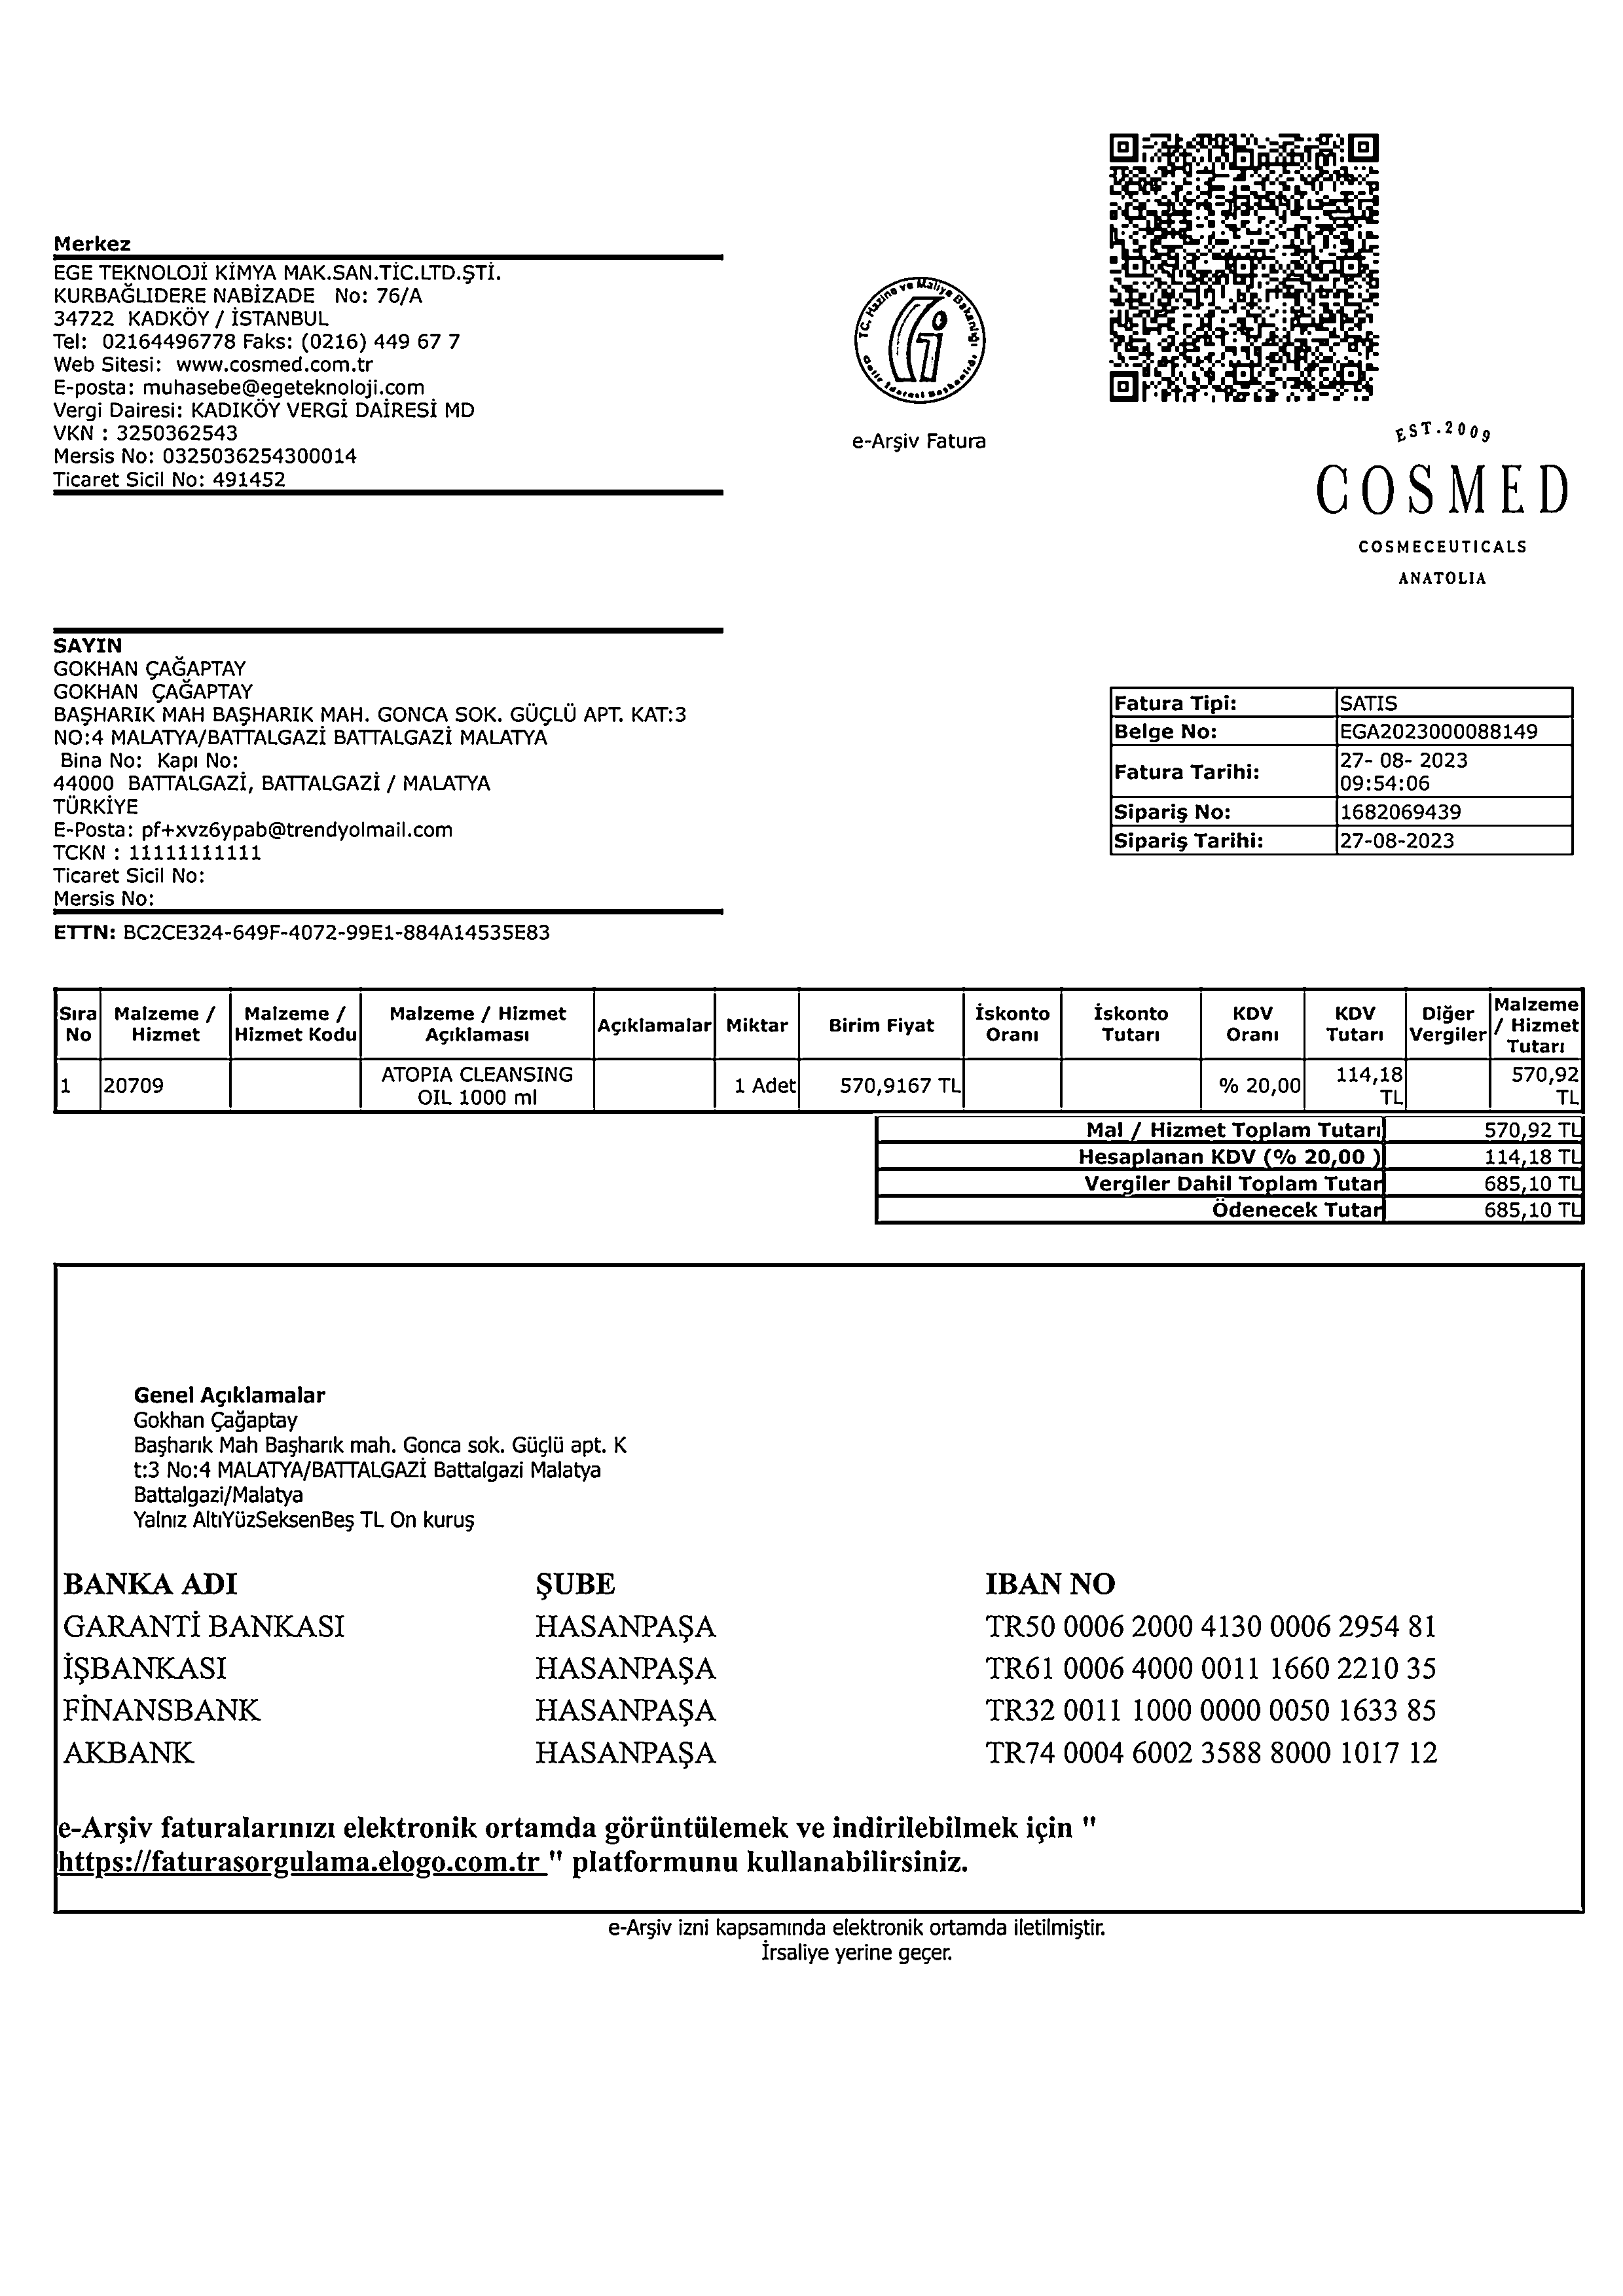 Merkez
EGE TEKNOLOJİ KİMYA MAK.SAN.TİC.LTD.ŞTİ.
KURBAĞLIDERE NABİZADE No: 76/A
34722 KADKÖY / İSTANBUL
Tel: 02164496778 Faks: (0216) 449 67 7
Web Sitesi: www.cosmed.com.tr
E-posta: muhasebe@egeteknoloji.com
Vergi Dairesi: KADIKÖY VERGİ DAİRESİ MD
VKN : 3250362543
Mersis No: 0325036254300014
Ticaret Sicil No: 491452
T.C. Hazine ve Maliye Bakanlığı
Gelir İdaresi Başkanlığı
e-Arşiv Fatura
EST.2009
COSMED
COSMECEUTICALS
ANATOLIA
SAYIN
GOKHAN ÇAĞAPTAY
GOKHAN ÇAĞAPTAY
BAŞHARIK MAH BAŞHARIK MAH. GONCA SOK. GÜÇLÜ APT. KAT:3
NO:4 MALATYA/BATTALGAZİ BATTALGAZİ MALATYA
Bina No: Kapı No:
44000 BATTALGAZİ, BATTALGAZİ / MALATYA
TÜRKİYE
E-Posta: pf+xvz6ypab@trendyolmail.com
TCKN : 11111111111
Ticaret Sicil No:
Mersis No:
ETTN: BC2CE324-649F-4072-99E1-884A14535E83
Fatura Tipi: SATIS
Belge No: EGA2023000088149
Fatura Tarihi: 27- 08- 2023
09:54:06
Sipariş No: 1682069439
Sipariş Tarihi: 27-08-2023
Sıra No Malzeme / Hizmet Malzeme / Hizmet Kodu Malzeme / Hizmet Açıklaması Açıklamalar Miktar Birim Fiyat İskonto Oranı İskonto Tutarı KDV Oranı KDV Tutarı Diğer Vergiler Malzeme / Hizmet Tutarı
1 20709 ATOPIA CLEANSING OIL 1000 ml 1 Adet 570,9167 TL % 20,00 114,18 TL 570,92 TL
Mal / Hizmet Toplam Tutarı 570,92 TL
Hesaplanan KDV (% 20,00 ) 114,18 TL
Vergiler Dahil Toplam Tutar 685,10 TL
Ödenecek Tutar 685,10 TL
Genel Açıklamalar
Gokhan Çağaptay
Başharık Mah Başharık mah. Gonca sok. Güçlü apt. K
t:3 No:4 MALATYA/BATTALGAZİ Battalgazi Malatya
Battalgazi/Malatya
Yalnız AltıYüzSeksenBeş TL On kuruş
BANKA ADI ŞUBE IBAN NO
GARANTİ BANKASI HASANPAŞA TR50 0006 2000 4130 0006 2954 81
İŞBANKASI HASANPAŞA TR61 0006 4000 0011 1660 2210 35
FİNANSBANK HASANPAŞA TR32 0011 1000 0000 0050 1633 85
AKBANK HASANPAŞA TR74 0004 6002 3588 8000 1017 12
e-Arşiv faturalarınızı elektronik ortamda görüntülemek ve indirilebilmek için "
https://faturasorgulama.elogo.com.tr " platformunu kullanabilirsiniz.
e-Arşiv izni kapsamında elektronik ortamda iletilmiştir.
İrsaliye yerine geçer.